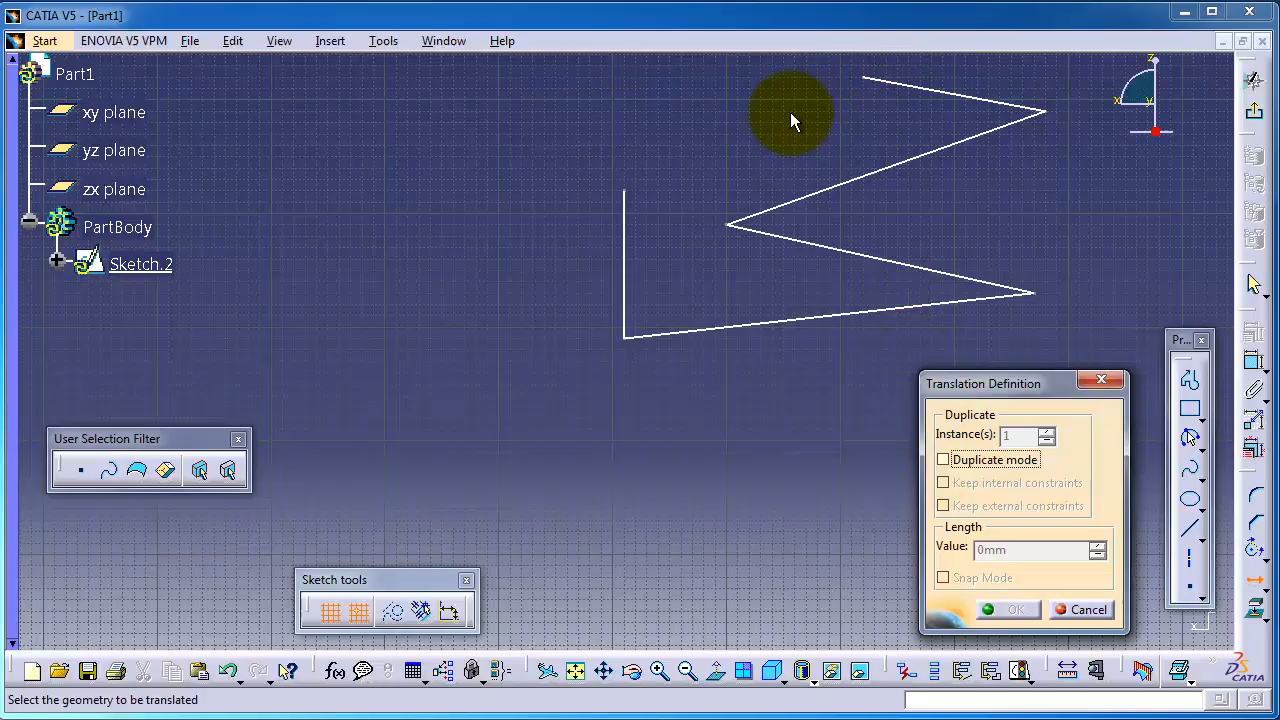 CATIA V5 - [Part1]
Start ENOVIA V5 VPM File Edit View Insert Tools Window Help
Part1
xy plane
yz plane
zx plane
PartBody
Sketch.2
z
x y
Pr...
Translation Definition
Duplicate
Instance(s): 1
Duplicate mode
Keep internal constraints
Keep external constraints
Length
Value: 0mm
Snap Mode
OK Cancel
User Selection Filter
Sketch tools
f(x)
CATIA
Select the geometry to be translated